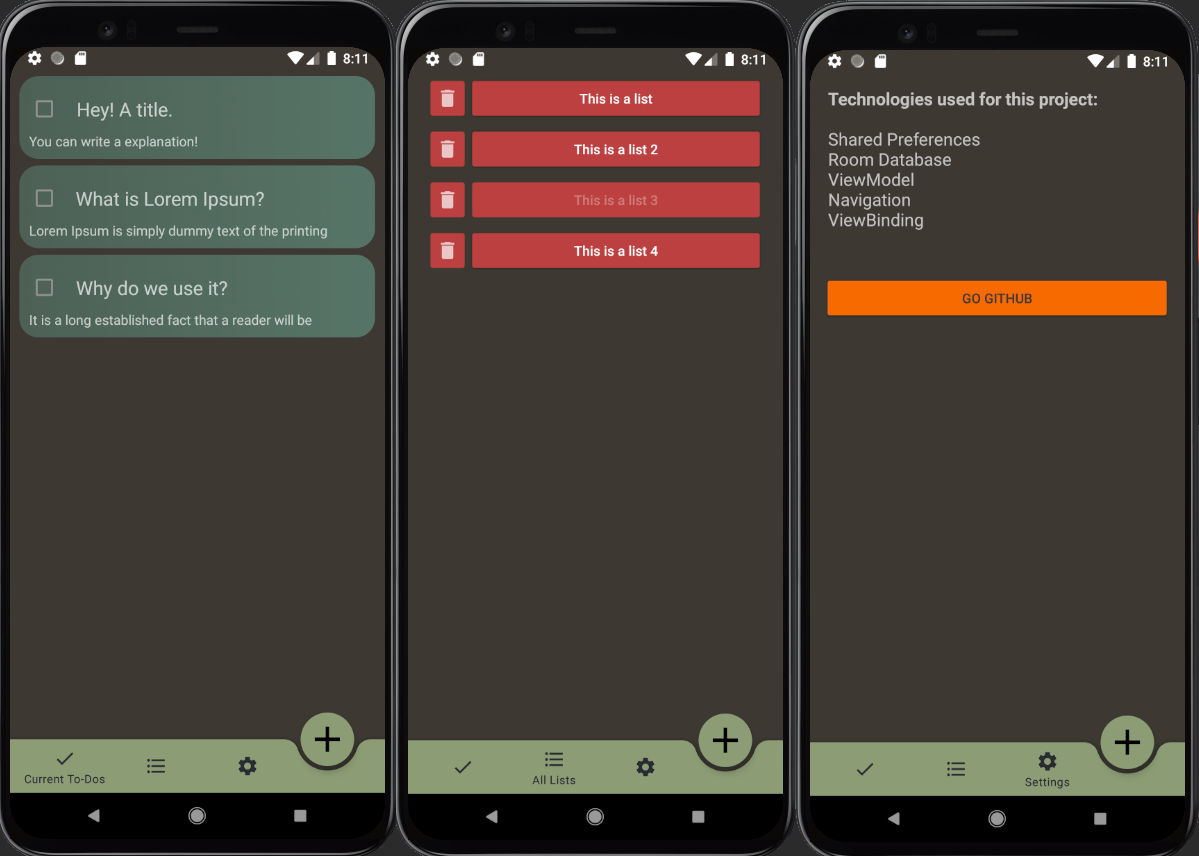 8:11
Hey! A title.
You can write a explanation!
What is Lorem Ipsum?
Lorem Ipsum is simply dummy text of the printing
Why do we use it?
It is a long established fact that a reader will be
Current To-Dos
8:11
This is a list
This is a list 2
This is a list 3
This is a list 4
All Lists
8:11
Technologies used for this project:
Shared Preferences
Room Database
ViewModel
Navigation
ViewBinding
GO GITHUB
Settings